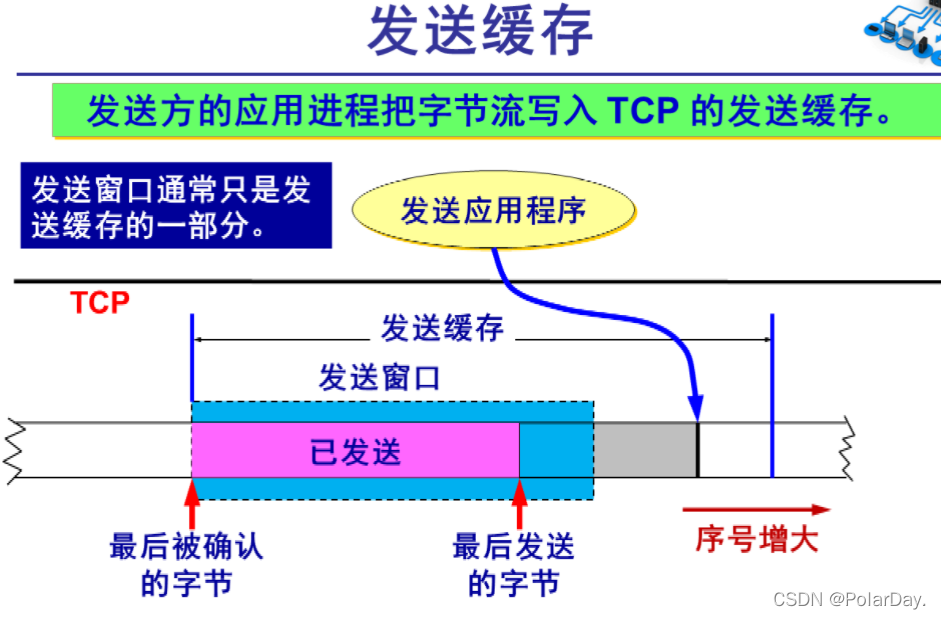 发送缓存
发送方的应用进程把字节流写入 TCP 的发送缓存。
发送窗口通常只是发
送缓存的一部分。
发送应用程序
TCP
发送缓存
发送窗口
已发送
最后被确认
的字节
最后发送
的字节
序号增大
CSDN @PolarDay.